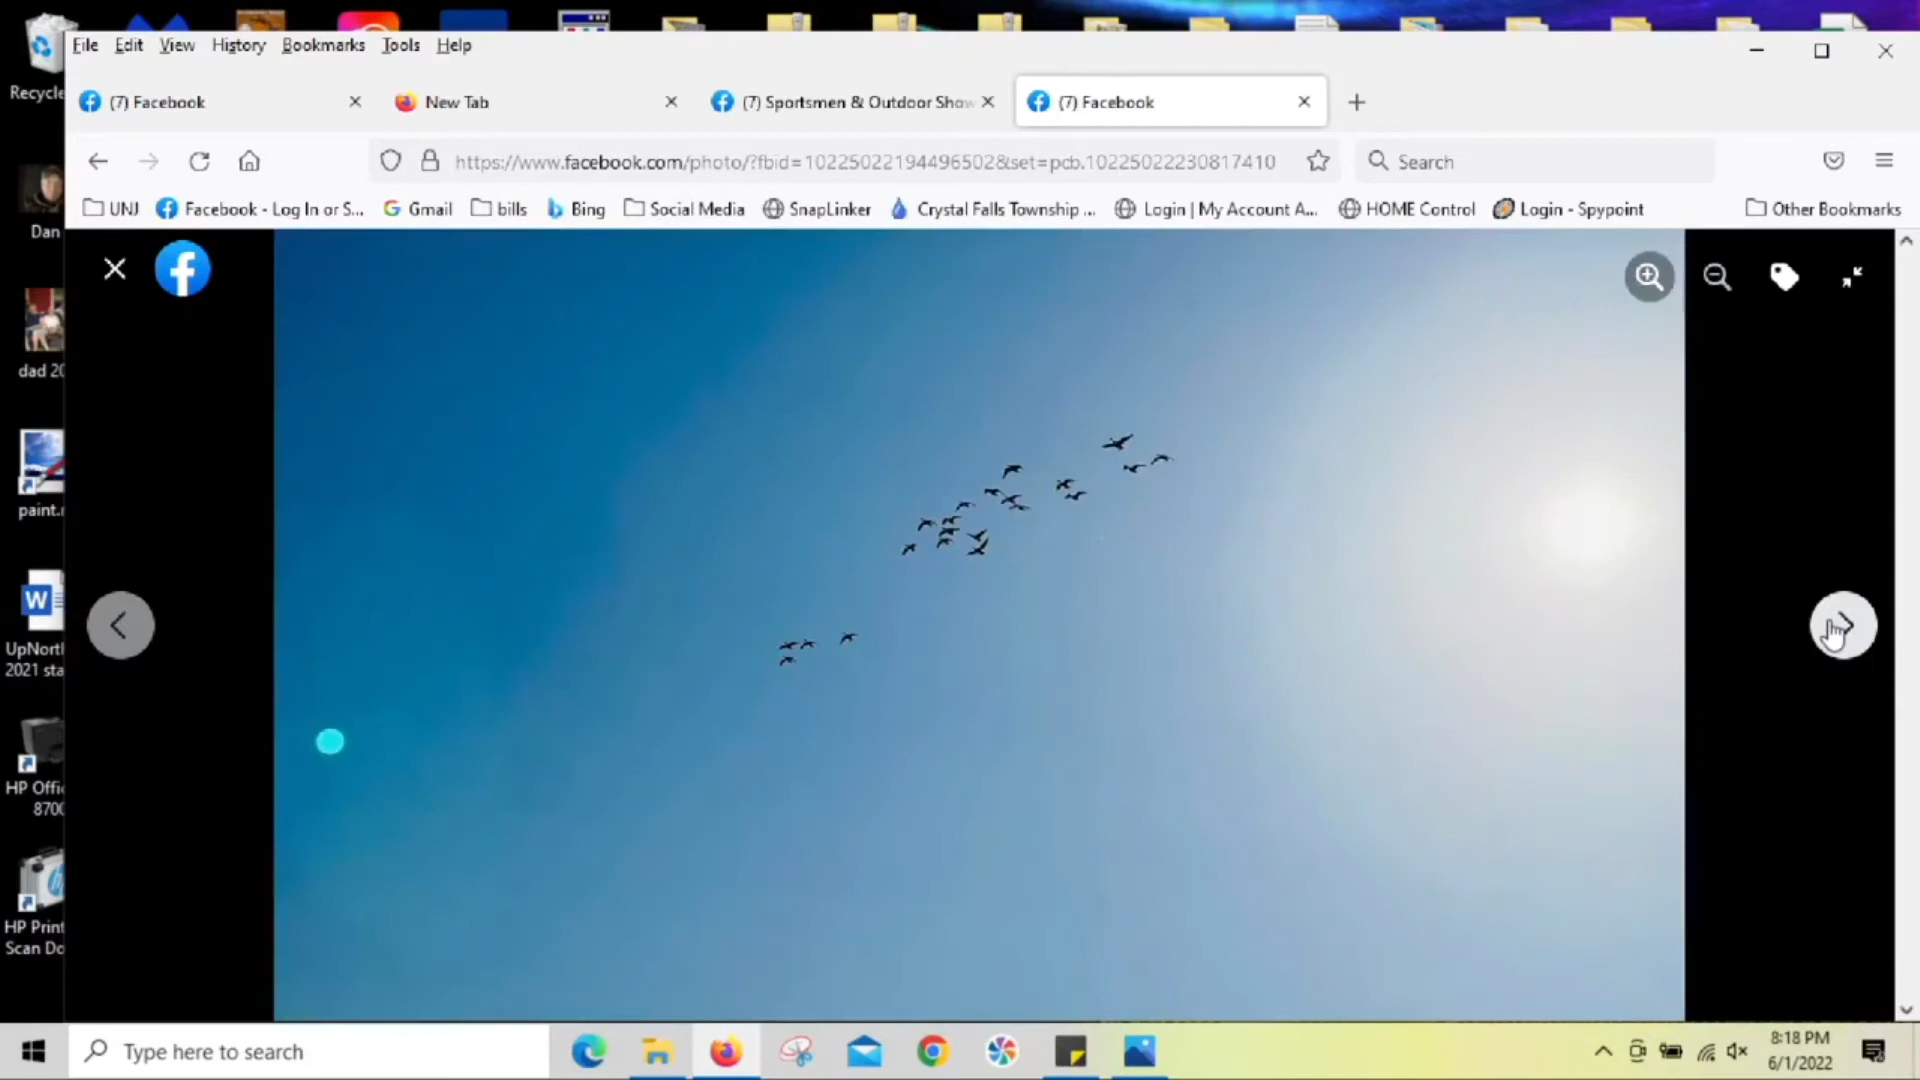 Recycle
File Edit View History Bookmarks Tools Help
(7) Facebook
New Tab
(7) Sportsmen & Outdoor Show
(7) Facebook
https://www.facebook.com/photo/?fbid=10225022194496502&set=pcb.10225022230817410
Search
UNJ
Facebook - Log In or S...
Gmail
bills
Bing
Social Media
SnapLinker
Crystal Falls Township ...
Login | My Account A...
HOME Control
Login - Spypoint
Other Bookmarks
Dan
dad 20
paint.
W
UpNort
2021 sta
HP Offi
8700
HP Print
Scan Do
Type here to search
8:18 PM
6/1/2022